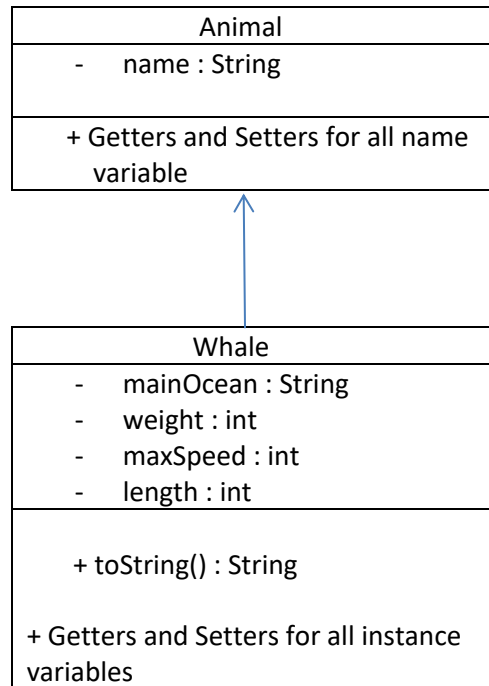 Animal
- name : String
+ Getters and Setters for all name
variable
Whale
- mainOcean : String
- weight : int
- maxSpeed : int
- length : int
+ toString() : String
+ Getters and Setters for all instance
variables